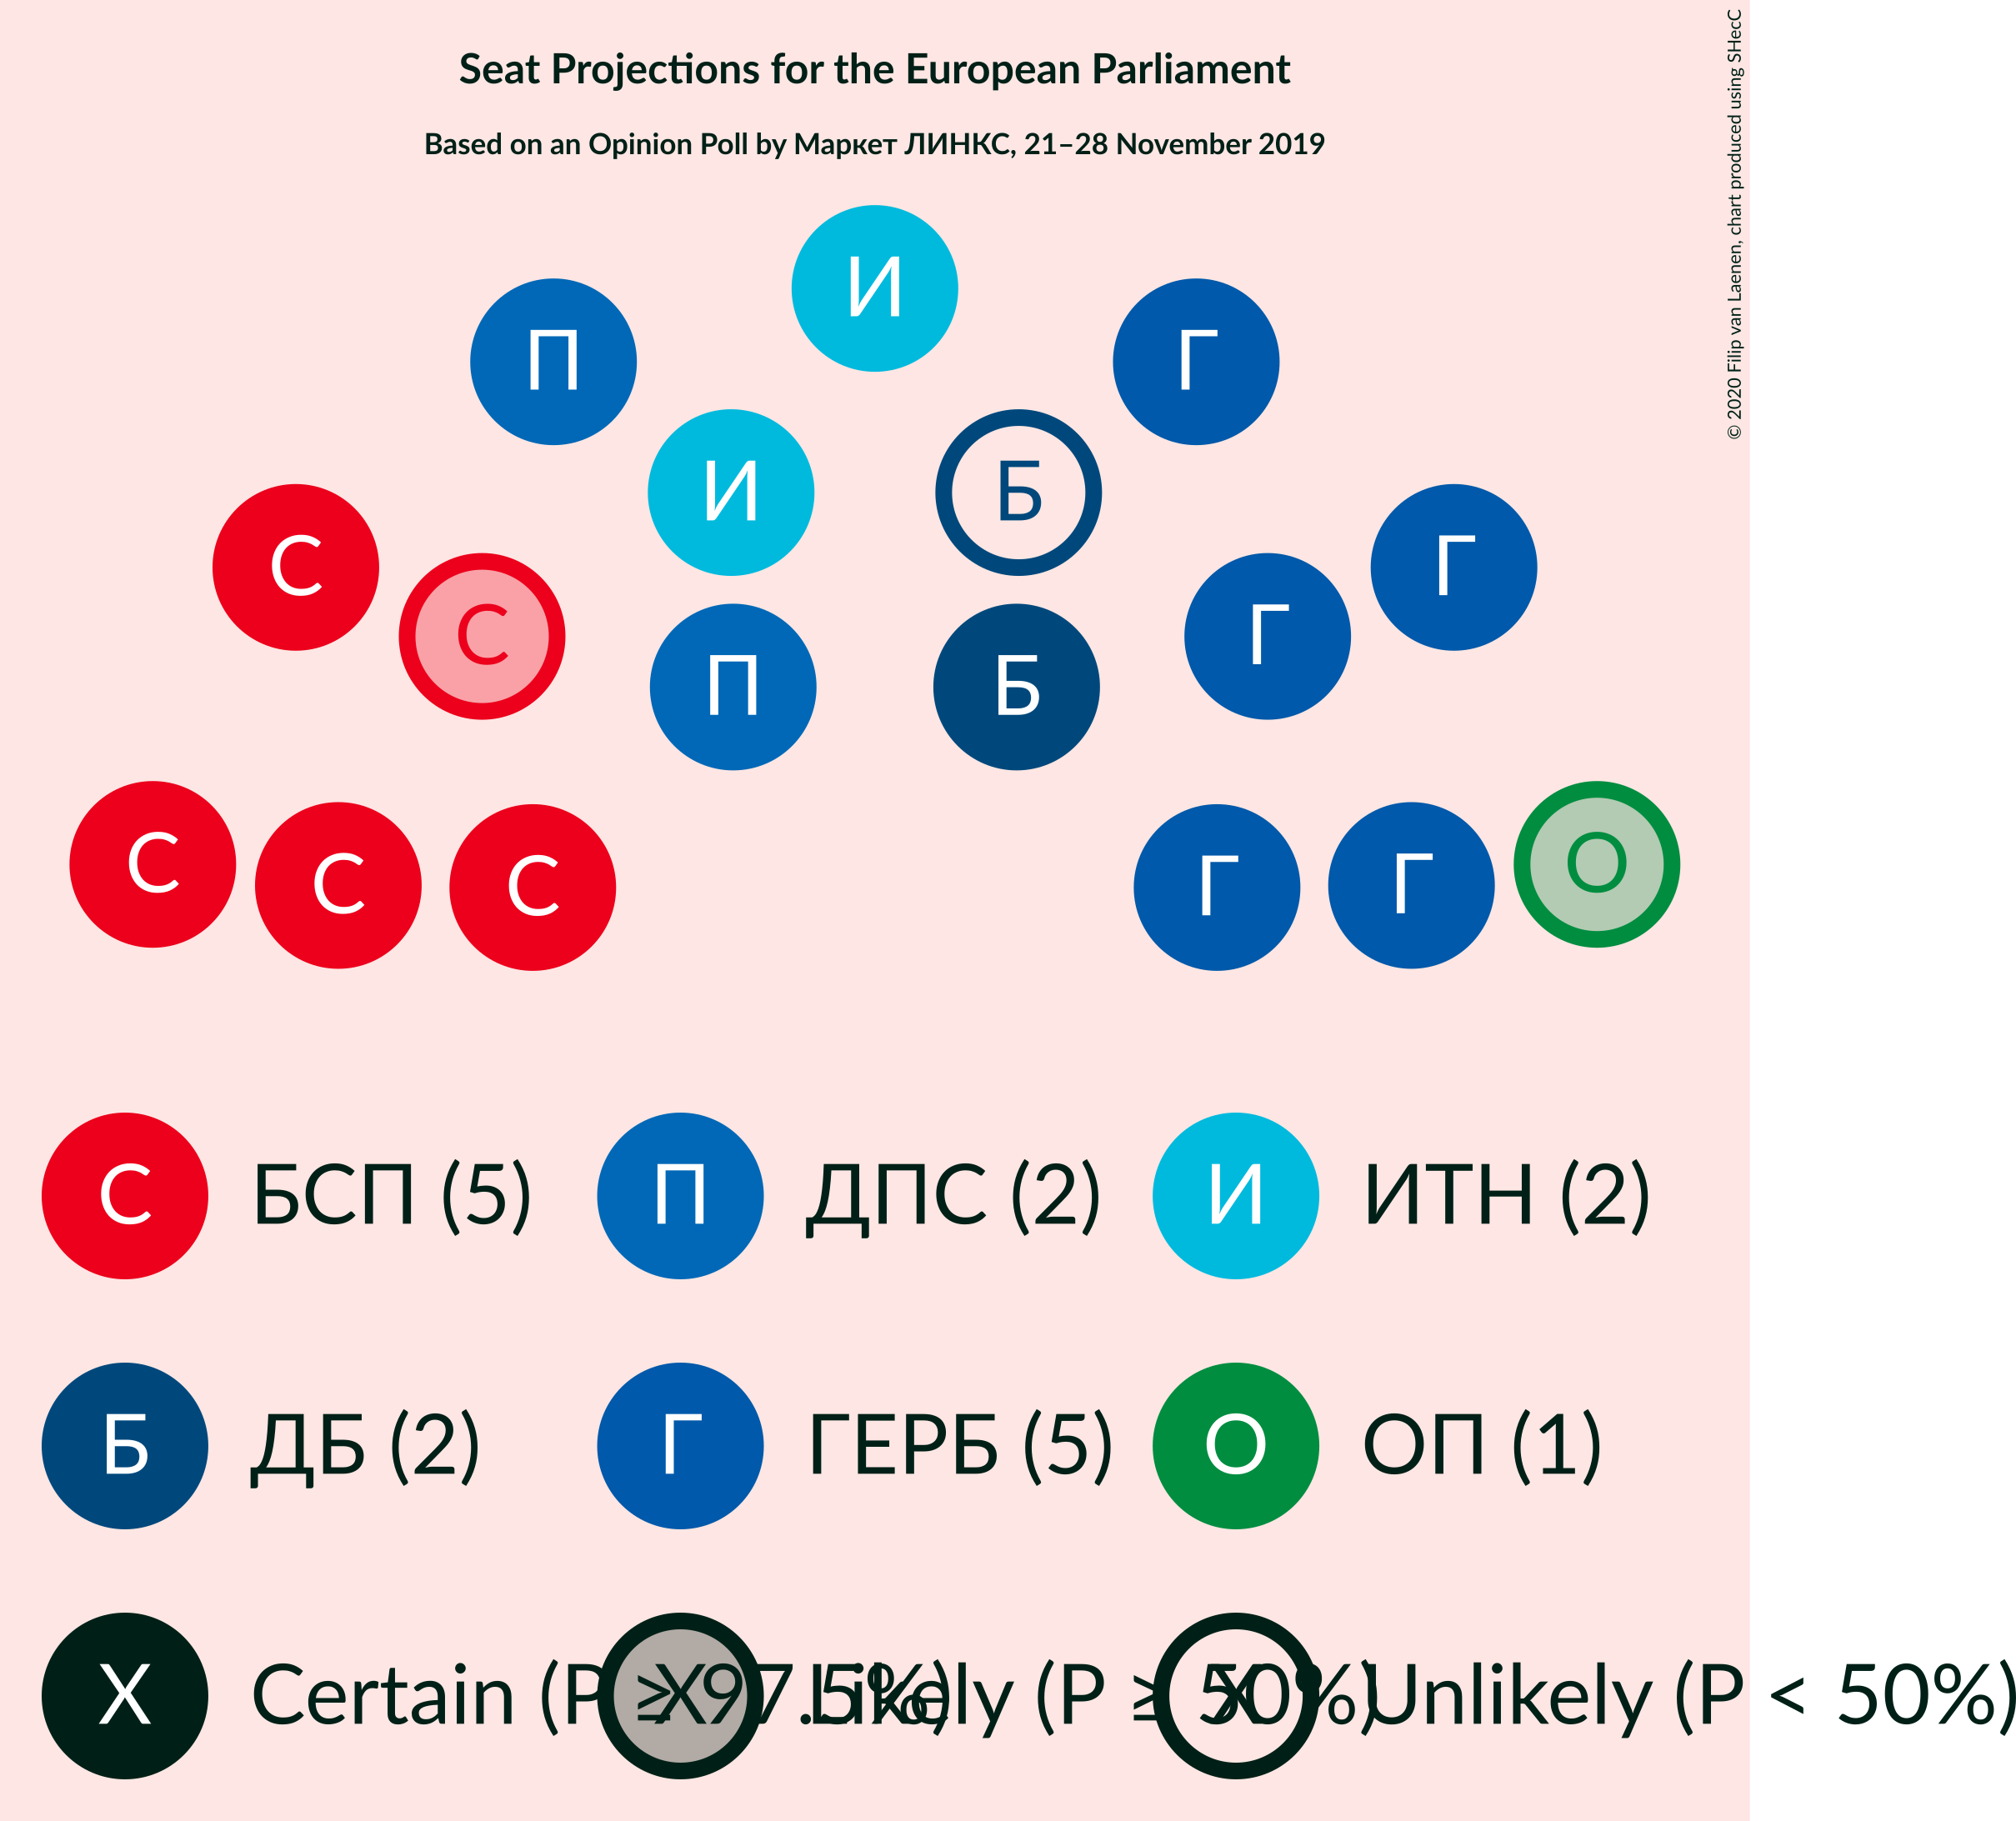 Seat Projections for the European Parliament
Based on an Opinion Poll by Маркет ЛИНКС, 21–28 November 2019
© 2020 Filip van Laenen, chart produced using SHecC
И
П
Г
И
Б
С
Г
С
Г
П
Б
С
О
С
Г
С
Г
С БСП (5) П ДПС (2) И ИТН (2)
Б ДБ (2) Г ГЕРБ (5) О ОП (1)
X Certain (P ≥ 97.5%) X Likely (P ≥ 50%) X Unlikely (P < 50%)